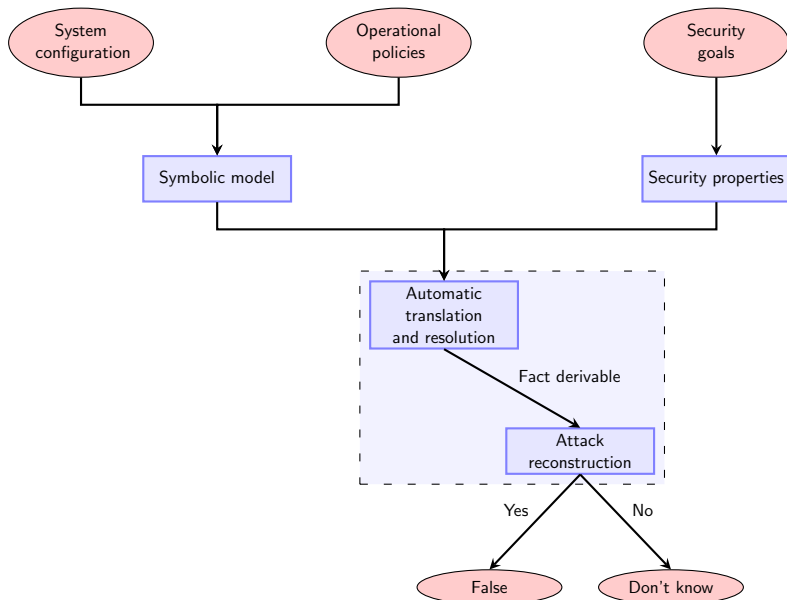 System
configuration
Operational
policies
Security
goals
Symbolic model
Security properties
Automatic
translation
and resolution
Fact derivable
Attack
reconstruction
Yes
No
False
Don't know